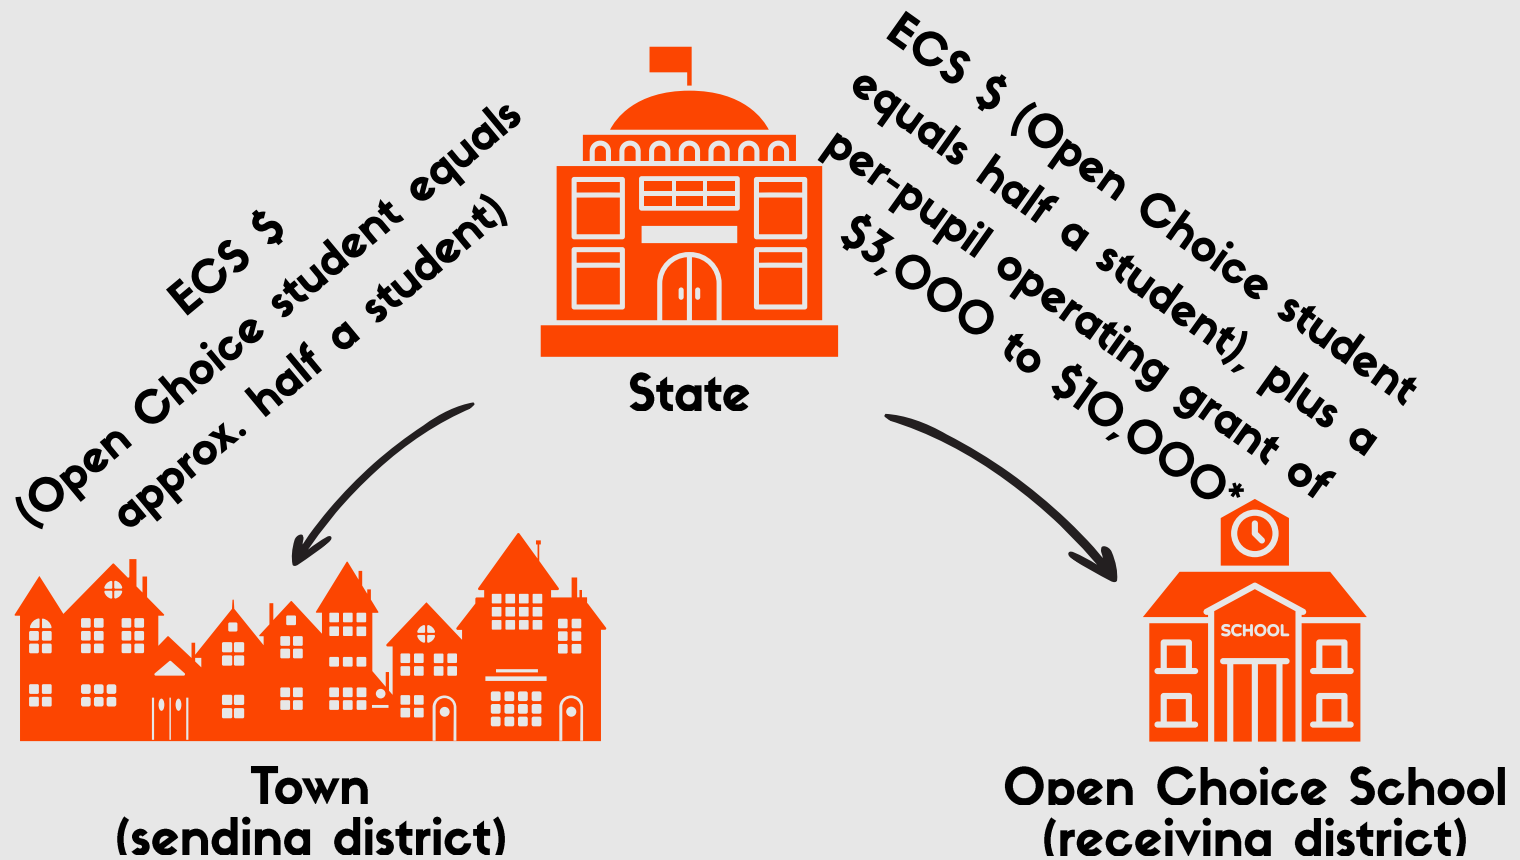 ECS $
(Open Choice student equals
approx. half a student)
ECS $ (Open Choice student
equals half a student), plus a
per-pupil operating grant of
$3,000 to $10,000*
State
SCHOOL
Town
(sending district)
Open Choice School
(receiving district)